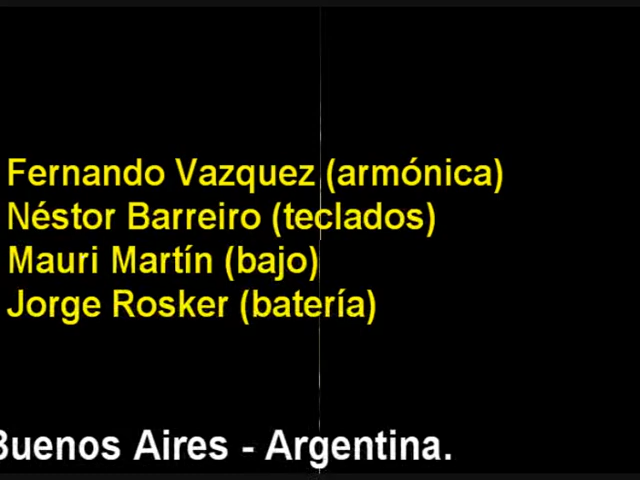 Fernando Vazquez (armónica)
Néstor Barreiro (teclados)
Mauri Martín (bajo)
Jorge Rosker (batería)
Buenos Aires - Argentina.